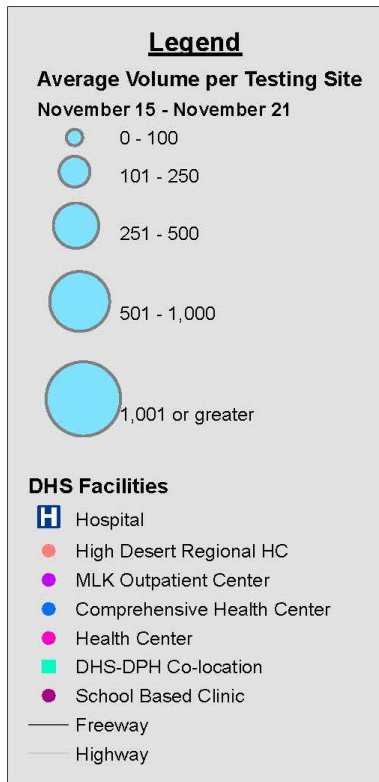 Legend
Average Volume per Testing Site
November 15 - November 21
0 - 100
101 - 250
251 - 500
501 - 1,000
1,001 or greater
DHS Facilities
H Hospital
High Desert Regional HC
MLK Outpatient Center
Comprehensive Health Center
Health Center
DHS-DPH Co-location
School Based Clinic
Freeway
Highway